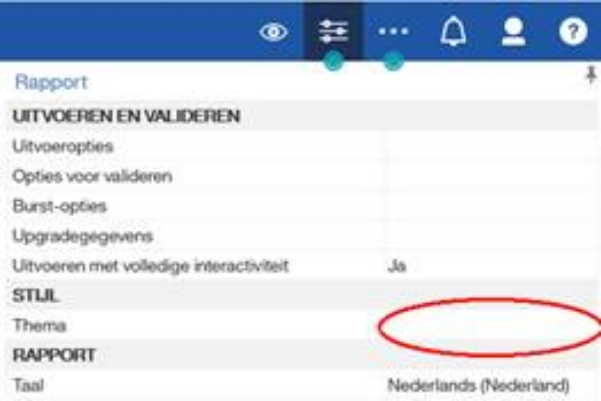 Rapport
UITVOEREN EN VALIDEREN
Uitvoeropties
Opties voor valideren
Burst-opties
Upgradegegevens
Uitvoeren met volledige interactiviteit Ja
STIJL
Thema
RAPPORT
Taal Nederlands (Nederland)